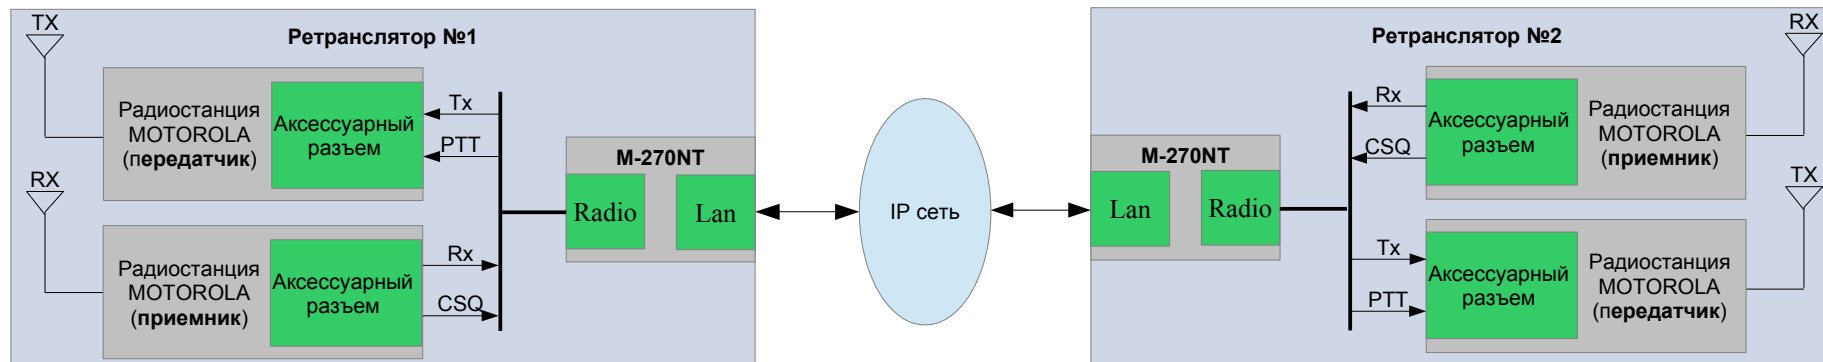 TX
Ретранслятор №1
Радиостанция
MOTOROLA
(передатчик)
Аксессуарный
разъем
Tx
PTT
RX
Радиостанция
MOTOROLA
(приемник)
Аксессуарный
разъем
Rx
CSQ
M-270NT
Radio
Lan
IP сеть
Ретранслятор №2
M-270NT
Lan
Radio
RX
Rx
CSQ
Аксессуарный
разъем
Радиостанция
MOTOROLA
(приемник)
TX
Tx
PTT
Аксессуарный
разъем
Радиостанция
MOTOROLA
(передатчик)